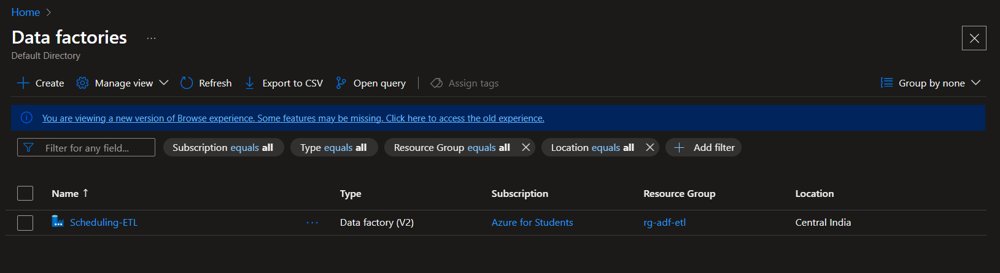 Home
Data factories ...
Default Directory
Create Manage view Refresh Export to CSV Open query Assign tags Group by none
You are viewing a new version of Browse experience. Some features may be missing. Click here to access the old experience.
Filter for any field... Subscription equals all Type equals all Resource Group equals all Location equals all Add filter
Name ↑ Type Subscription Resource Group Location
Scheduling-ETL ... Data factory (V2) Azure for Students rg-adf-etl Central India